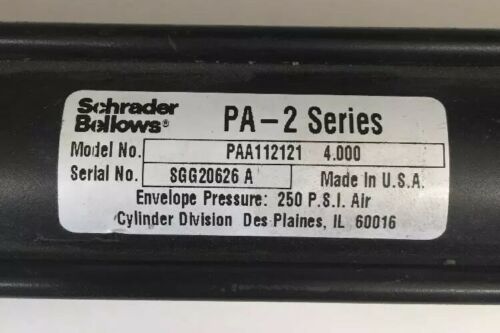 Schrader
Bellows®
PA-2 Series
Model No. PAA112121 4.000
Serial No. SGG20626 A Made In U.S.A.
Envelope Pressure: 250 P.S.I. Air
Cylinder Division Des Plaines, IL 60016